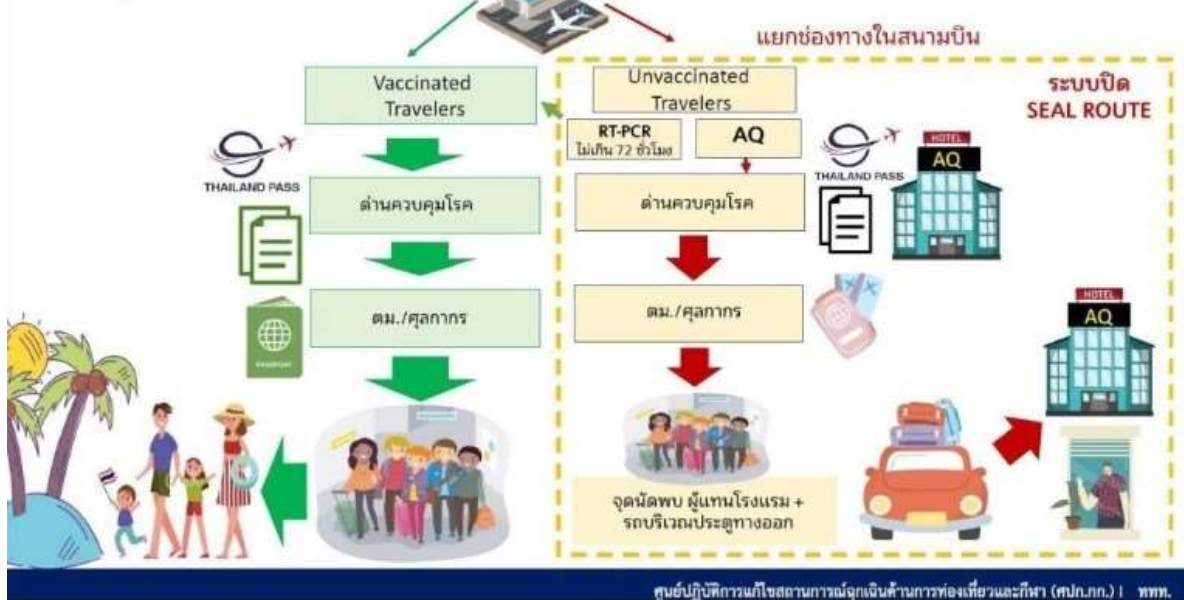 แยกช่องทางในสนามบิน
Vaccinated
Travelers
Unvaccinated
Travelers
ระบบปิด
SEAL ROUTE
RT-PCR
ไม่เกิน 72 ชั่วโมง
AQ
THAILAND PASS
THAILAND PASS
HOTEL
AQ
ด่านควบคุมโรค
ด่านควบคุมโรค
ตม./ศุลกากร
ตม./ศุลกากร
PASSPORT
HOTEL
AQ
จุดนัดพบ ผู้แทนโรงแรม +
รถบริเวณประตูทางออก
ศูนย์ปฏิบัติการแก้ไขสถานการณ์ฉุกเฉินด้านการท่องเที่ยวและกีฬา (ศปก.กก.) | ททท.